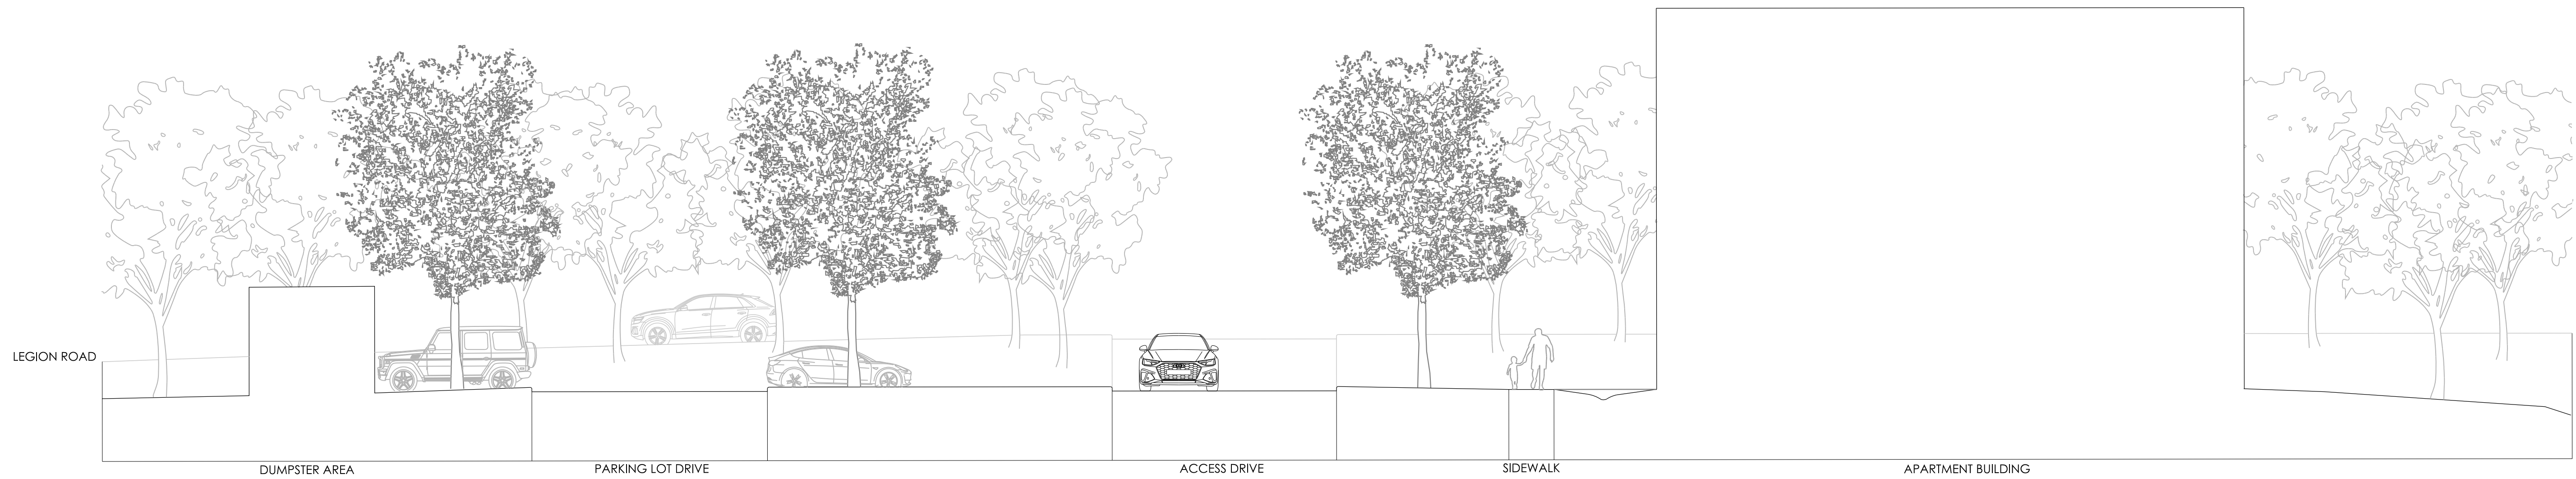 LEGION ROAD
DUMPSTER AREA
PARKING LOT DRIVE
ACCESS DRIVE
SIDEWALK
APARTMENT BUILDING